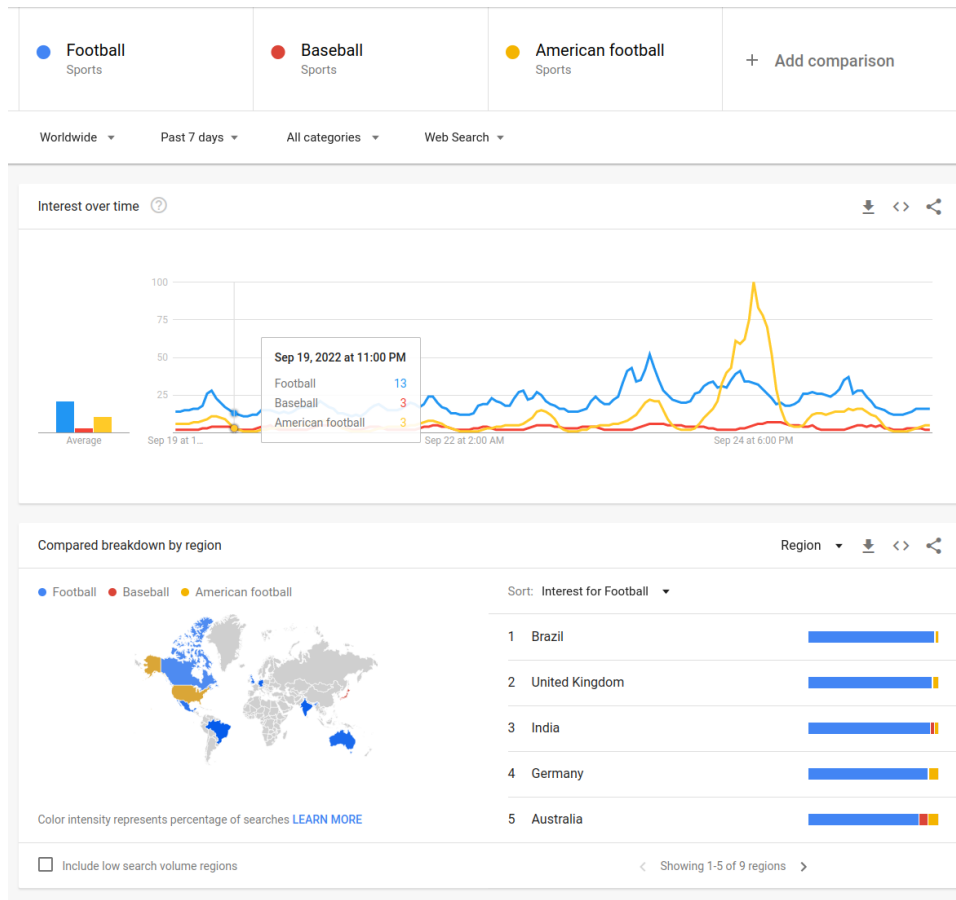 Football
Sports
Baseball
Sports
American football
Sports
+ Add comparison
Worldwide
Past 7 days
All categories
Web Search
Interest over time
?
100
75
50
25
Sep 19, 2022 at 11:00 PM
Football 13
Baseball 3
American football 3
Average
Sep 19 at 1...
Sep 22 at 2:00 AM
Sep 24 at 6:00 PM
Compared breakdown by region
Region
Football
Baseball
American football
Sort: Interest for Football
1 Brazil
2 United Kingdom
3 India
4 Germany
5 Australia
Color intensity represents percentage of searches LEARN MORE
Include low search volume regions
Showing 1-5 of 9 regions